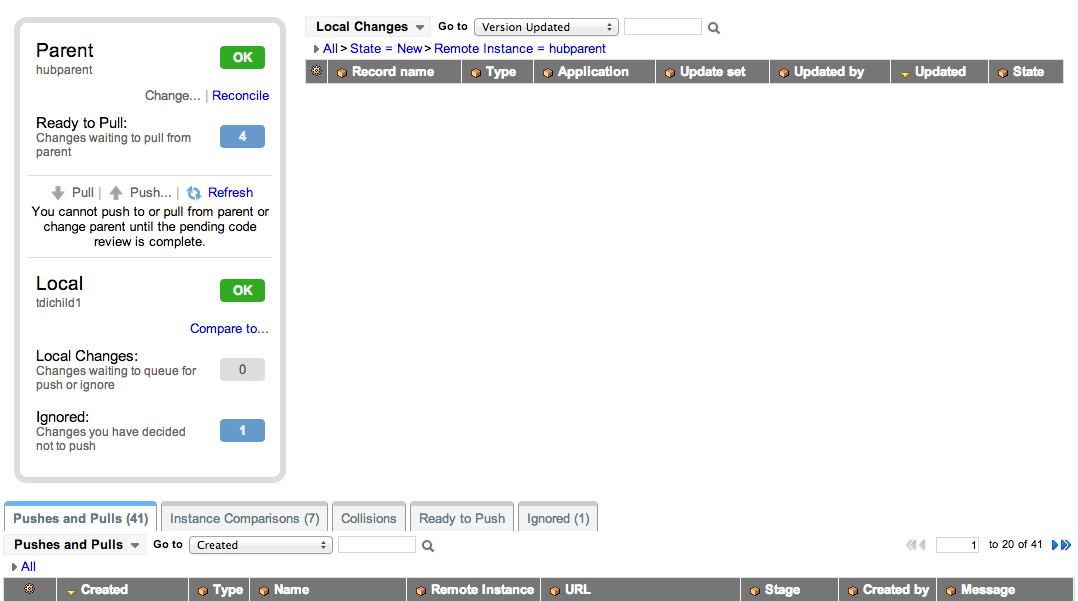 Parent
OK
hubparent
Change... | Reconcile
Ready to Pull:
Changes waiting to pull from
parent
4
Pull | Push... | Refresh
You cannot push to or pull from parent or
change parent until the pending code
review is complete.
Local
OK
tdichild1
Compare to...
Local Changes:
Changes waiting to queue for
push or ignore
0
Ignored:
Changes you have decided
not to push
1
Local Changes Go to Version Updated
All > State = New > Remote Instance = hubparent
Record name Type Application Update set Updated by Updated State
Pushes and Pulls (41) Instance Comparisons (7) Collisions Ready to Push Ignored (1)
Pushes and Pulls Go to Created 1 to 20 of 41
All
Created Type Name Remote Instance URL Stage Created by Message